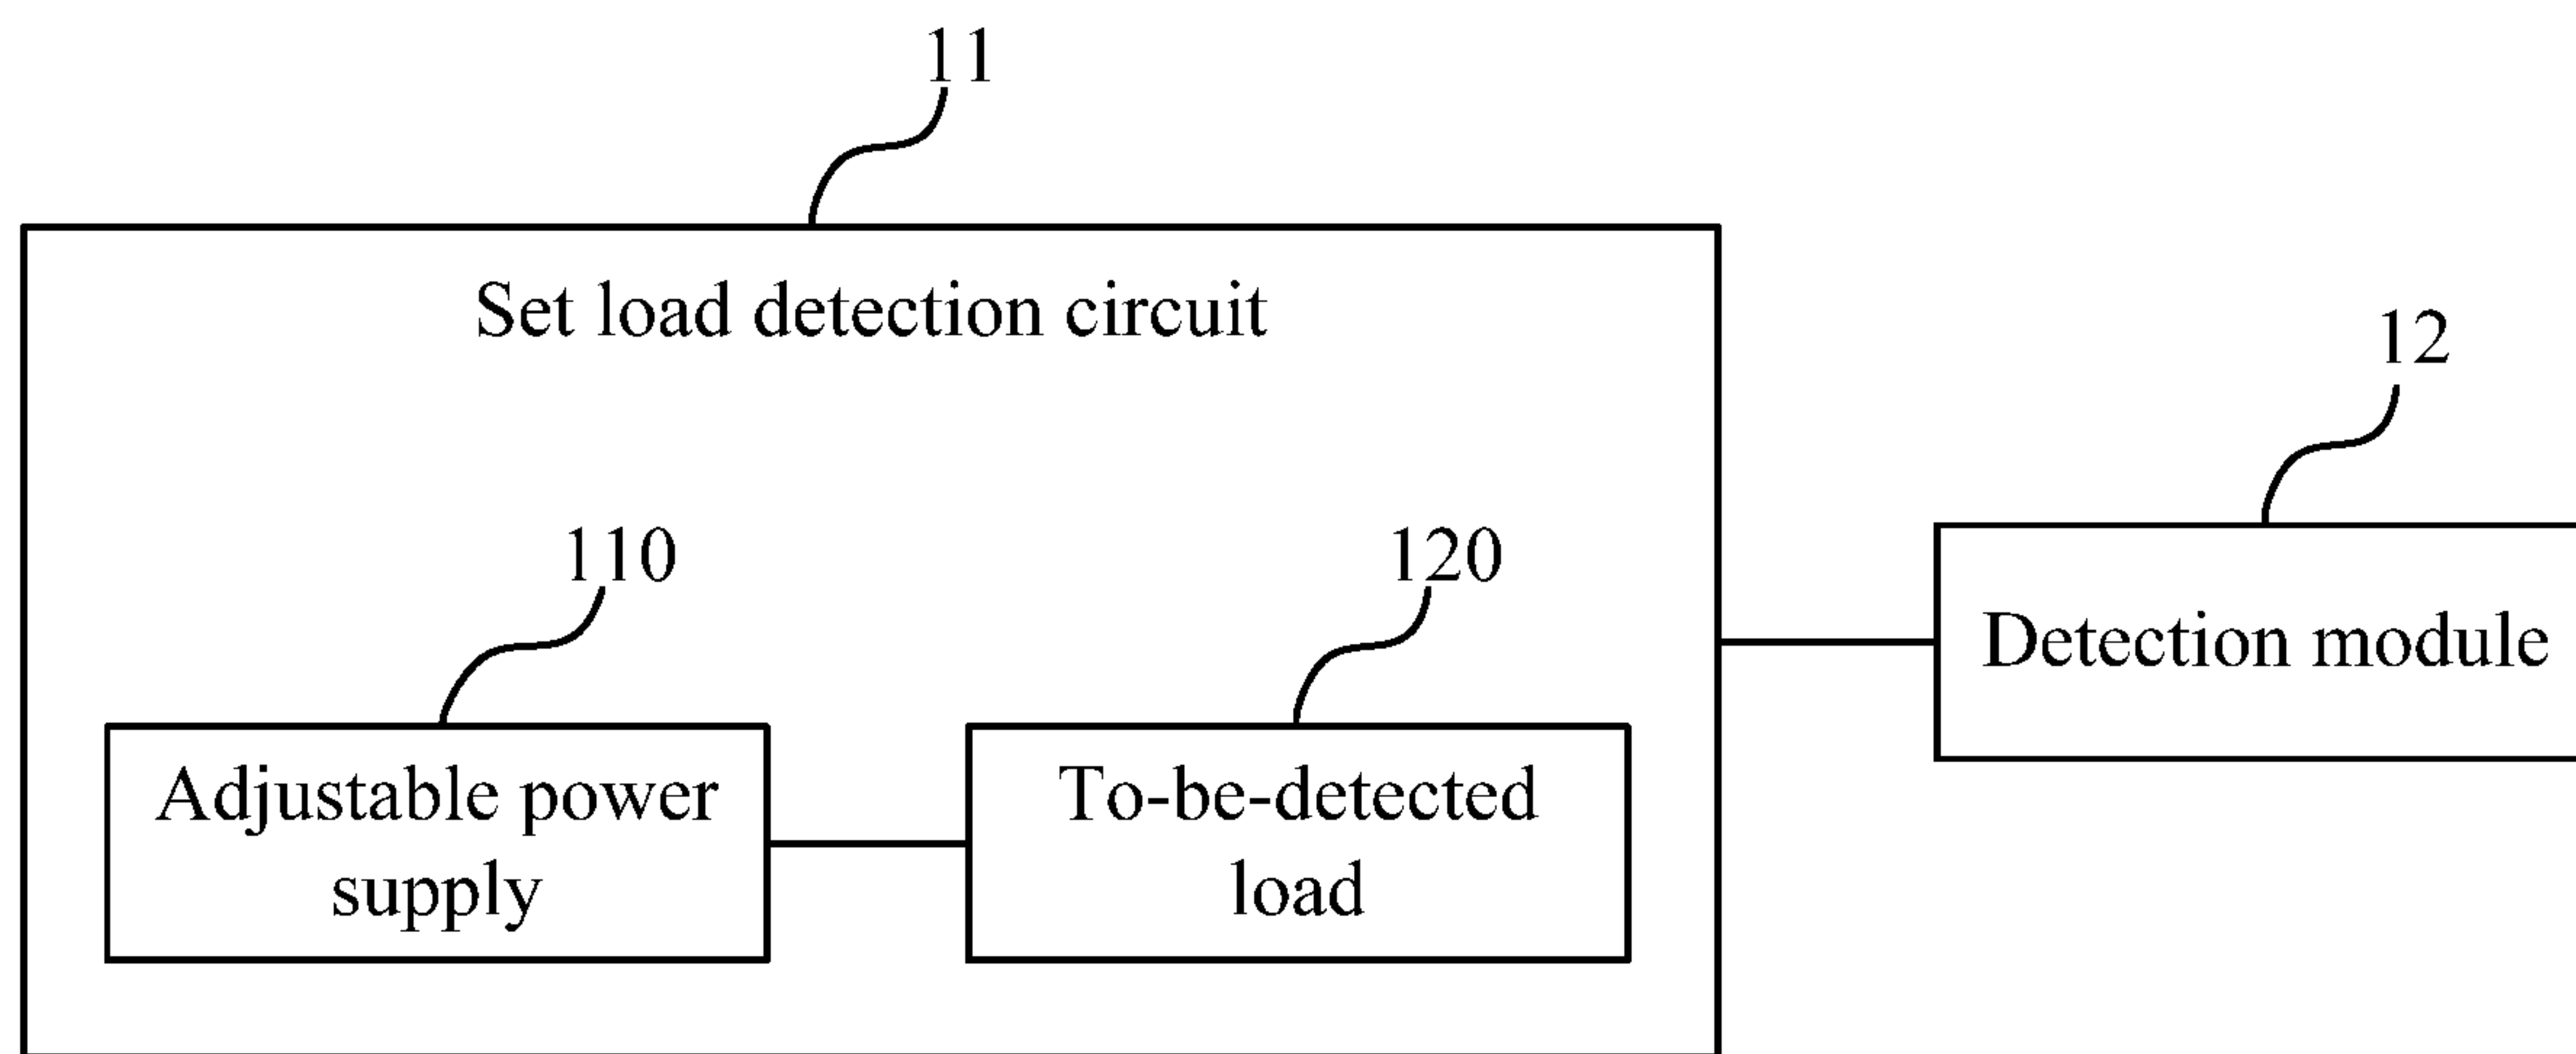 11
Set load detection circuit
12
110
120
Detection module
Adjustable power
supply
To-be-detected
load